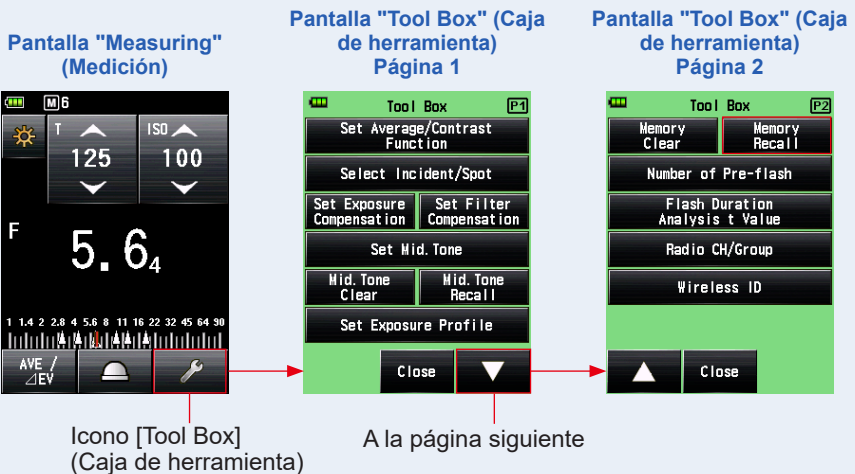 Pantalla "Measuring"
(Medición)
M 6
T
125
ISO
100
F
5.6₄
1 1.4 2 2.8 4 5.6 8 11 16 22 32 45 64 90
AVE /
⊿EV
Icono [Tool Box]
(Caja de herramienta)
Pantalla "Tool Box" (Caja
de herramienta)
Página 1
Tool Box P1
Set Average/Contrast
Function
Select Incident/Spot
Set Exposure
Compensation
Set Filter
Compensation
Set Mid. Tone
Mid. Tone
Clear
Mid. Tone
Recall
Set Exposure Profile
Close
A la página siguiente
Pantalla "Tool Box" (Caja
de herramienta)
Página 2
Tool Box P2
Memory
Clear
Memory
Recall
Number of Pre-flash
Flash Duration
Analysis t Value
Radio CH/Group
Wireless ID
Close